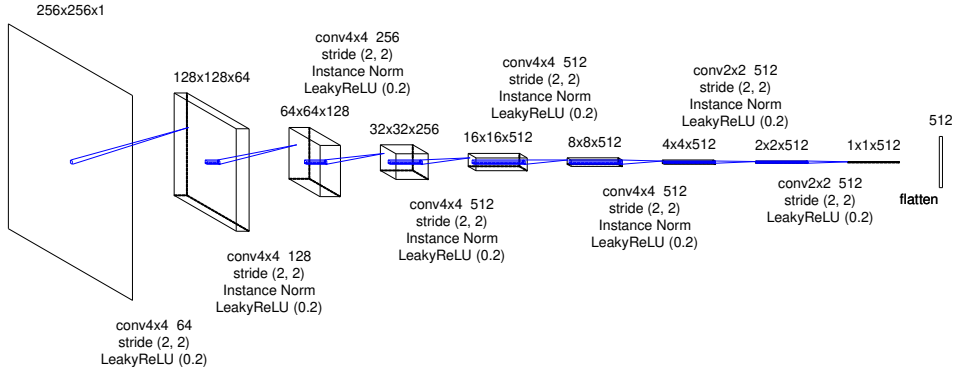 256x256x1
conv4x4 64
stride (2, 2)
LeakyReLU (0.2)
128x128x64
conv4x4 128
stride (2, 2)
Instance Norm
LeakyReLU (0.2)
64x64x128
conv4x4 256
stride (2, 2)
Instance Norm
LeakyReLU (0.2)
32x32x256
conv4x4 512
stride (2, 2)
Instance Norm
LeakyReLU (0.2)
16x16x512
conv4x4 512
stride (2, 2)
Instance Norm
LeakyReLU (0.2)
8x8x512
conv4x4 512
stride (2, 2)
Instance Norm
LeakyReLU (0.2)
4x4x512
conv2x2 512
stride (2, 2)
Instance Norm
LeakyReLU (0.2)
2x2x512
conv2x2 512
stride (2, 2)
LeakyReLU (0.2)
1x1x512
512
flatten